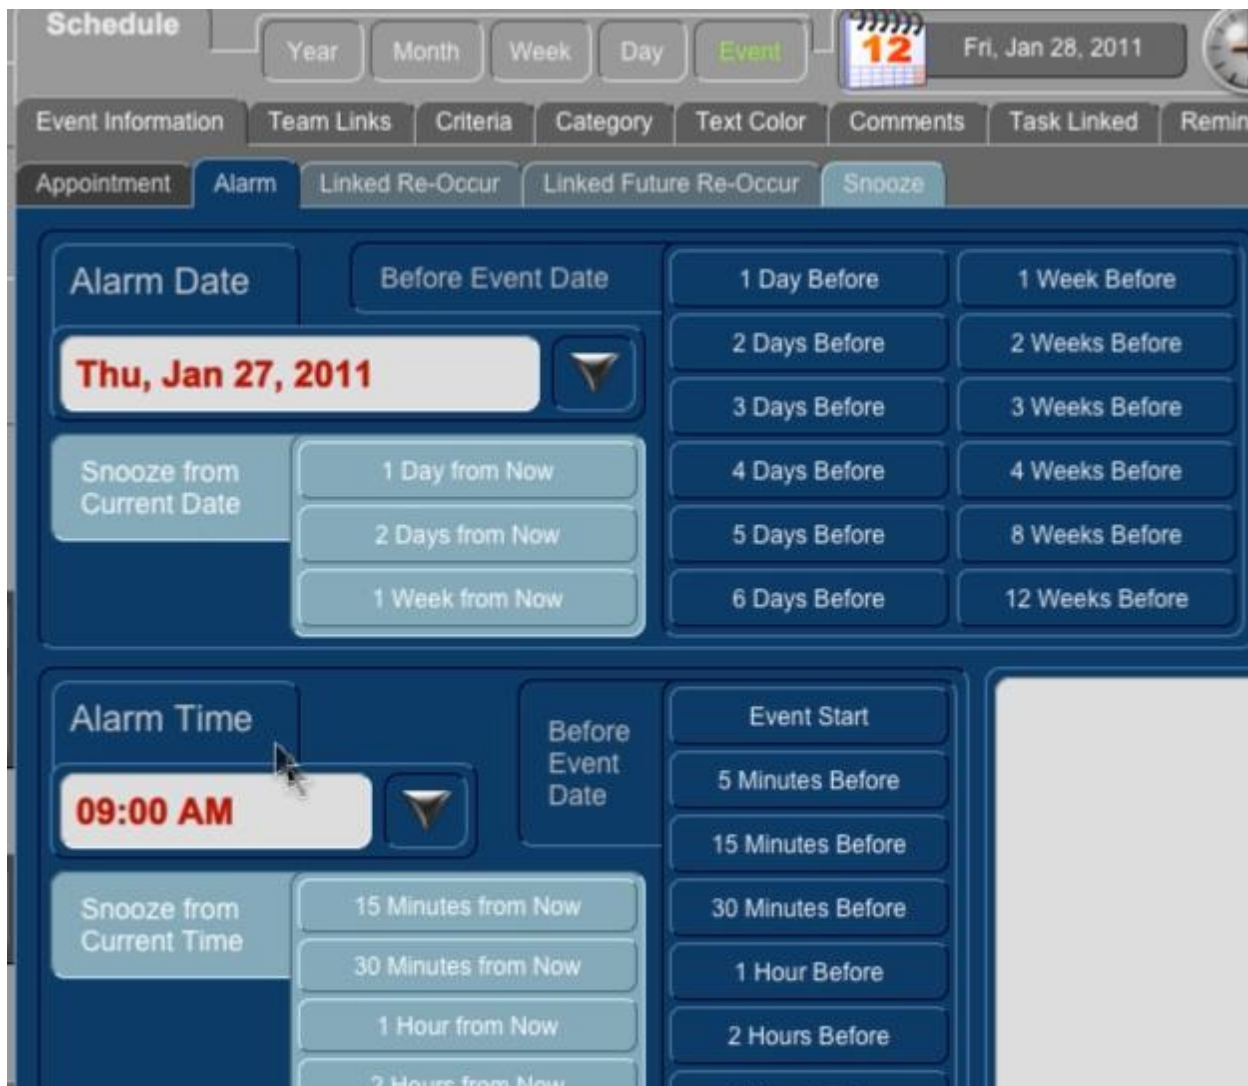 Schedule
Year
Month
Week
Day
Event
12
Fri, Jan 28, 2011
Event Information
Team Links
Criteria
Category
Text Color
Comments
Task Linked
Remin
Appointment
Alarm
Linked Re-Occur
Linked Future Re-Occur
Snooze
Alarm Date
Before Event Date
Thu, Jan 27, 2011
Snooze from
Current Date
1 Day from Now
2 Days from Now
1 Week from Now
1 Day Before
2 Days Before
3 Days Before
4 Days Before
5 Days Before
6 Days Before
1 Week Before
2 Weeks Before
3 Weeks Before
4 Weeks Before
8 Weeks Before
12 Weeks Before
Alarm Time
09:00 AM
Before
Event
Date
Snooze from
Current Time
15 Minutes from Now
30 Minutes from Now
1 Hour from Now
2 Hours from Now
Event Start
5 Minutes Before
15 Minutes Before
30 Minutes Before
1 Hour Before
2 Hours Before